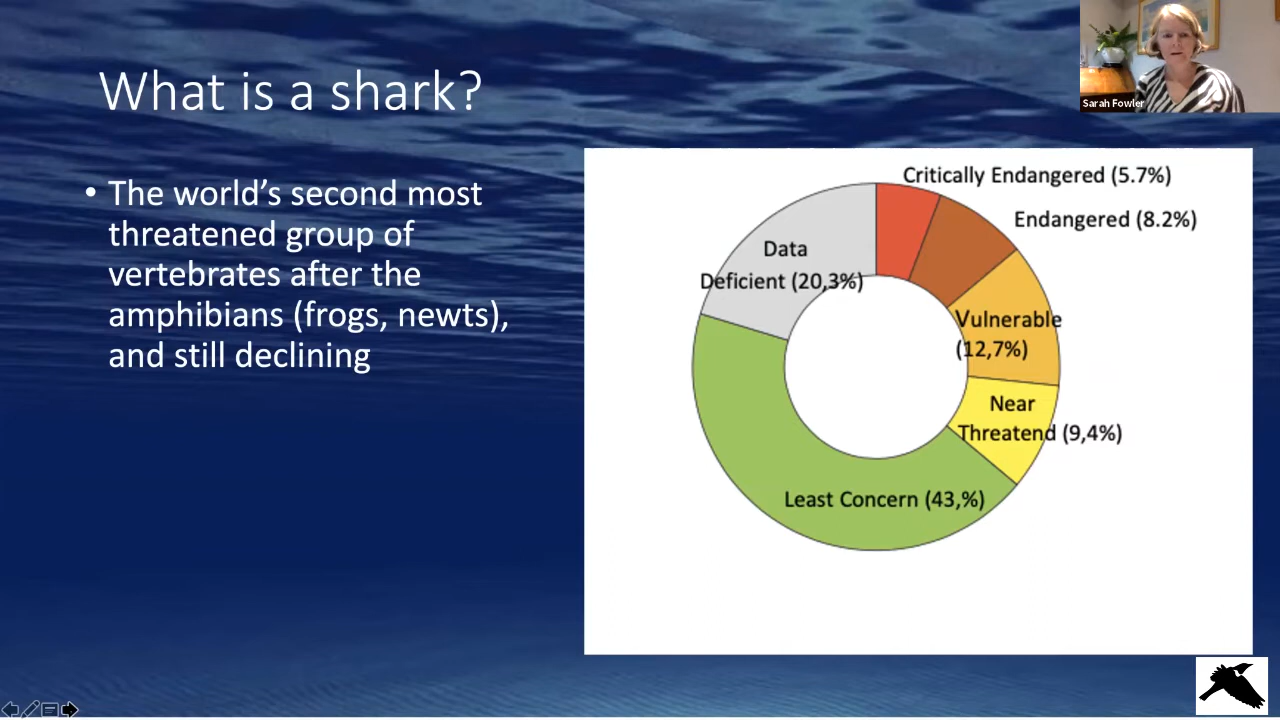 What is a shark?
Sarah Fowler
• The world’s second most
threatened group of
vertebrates after the
amphibians (frogs, newts),
and still declining
Critically Endangered (5.7%)
Endangered (8.2%)
Data
Deficient (20,3%)
Vulnerable
(12,7%)
Near
Threatend (9,4%)
Least Concern (43,%)